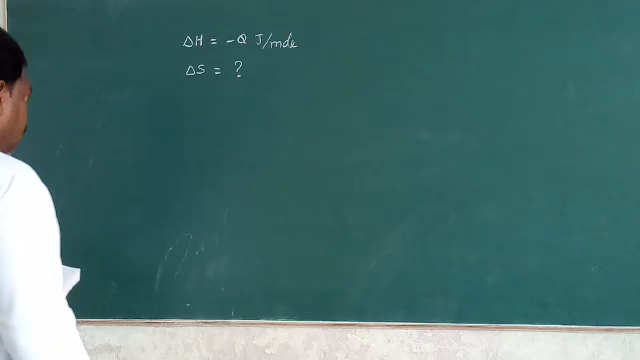 ΔH = -Q J/mole
ΔS = ?